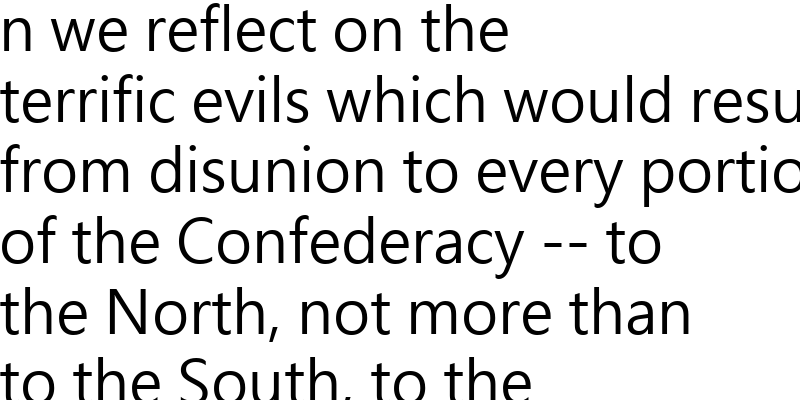 n we reflect on the
terrific evils which would resu
from disunion to every portio
of the Confederacy -- to
the North, not more than
to the South, to the